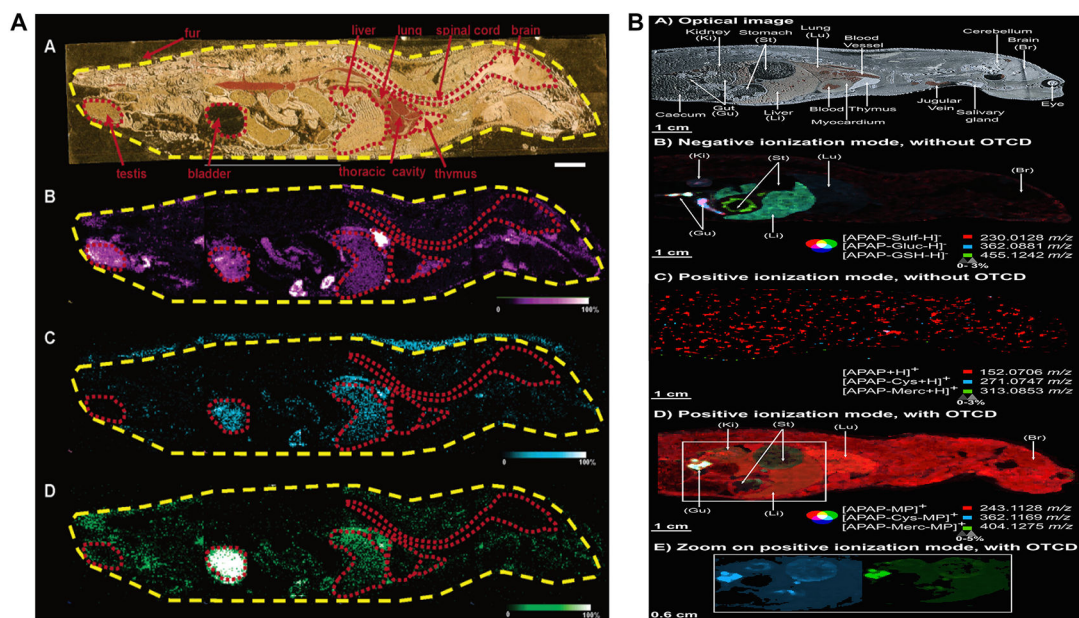 A
A
fur
liver
lung
spinal cord
brain
testis
bladder
thoracic cavity
thymus
B
0%
100%
C
0%
100%
D
0%
100%
B
A) Optical image
Kidney
(Ki)
Stomach
(St)
Lung
(Lu)
Blood
Vessel
Cerebellum
Brain
(Br)
Caecum
Gut
(Gu)
Liver
(Li)
Blood
Myocardium
Thymus
Jugular
Vein
Salivary
gland
Eye
1 cm
B) Negative ionization mode, without OTCD
(Ki)
(St)
(Lu)
(Br)
(Gu)
(Li)
[APAP-Sulf-H]- 230.0128 m/z
[APAP-Gluc-H]- 362.0881 m/z
[APAP-GSH-H]- 455.1242 m/z
0- 3%
1 cm
C) Positive ionization mode, without OTCD
[APAP+H]+ 152.0706 m/z
[APAP-Cys+H]+ 271.0747 m/z
[APAP-Merc+H]+ 313.0853 m/z
0-3%
1 cm
D) Positive ionization mode, with OTCD
(Ki)
(St)
(Lu)
(Br)
(Gu)
(Li)
[APAP-MP]+ 243.1128 m/z
[APAP-Cys-MP]+ 362.1169 m/z
[APAP-Merc-MP]+ 404.1275 m/z
0-5%
1 cm
E) Zoom on positive ionization mode, with OTCD
0.6 cm